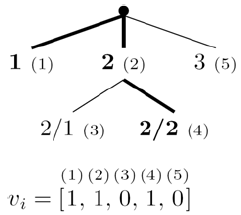 1 (1) 2 (2) 3 (5)
2/1 (3) 2/2 (4)
(1) (2) (3) (4) (5)
v_i = [1, 1, 0, 1, 0]